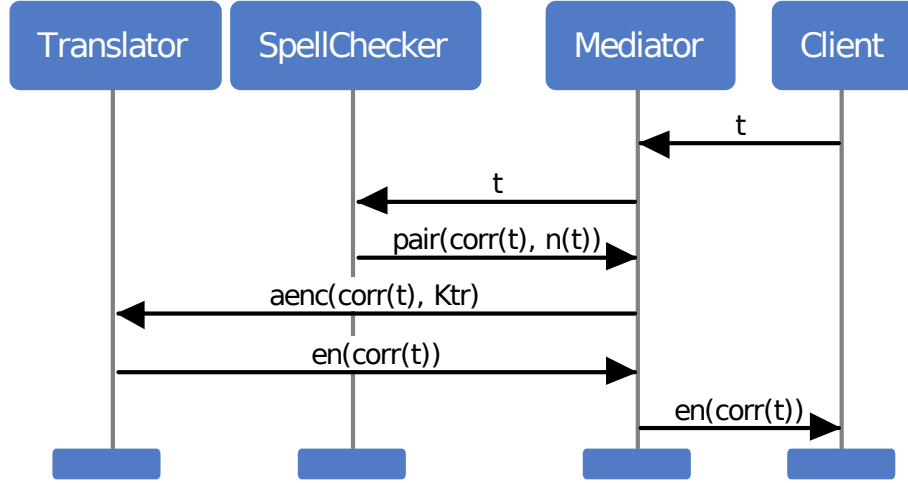 Translator
SpellChecker
Mediator
Client
t
t
pair(corr(t), n(t))
aenc(corr(t), Ktr)
en(corr(t))
en(corr(t))